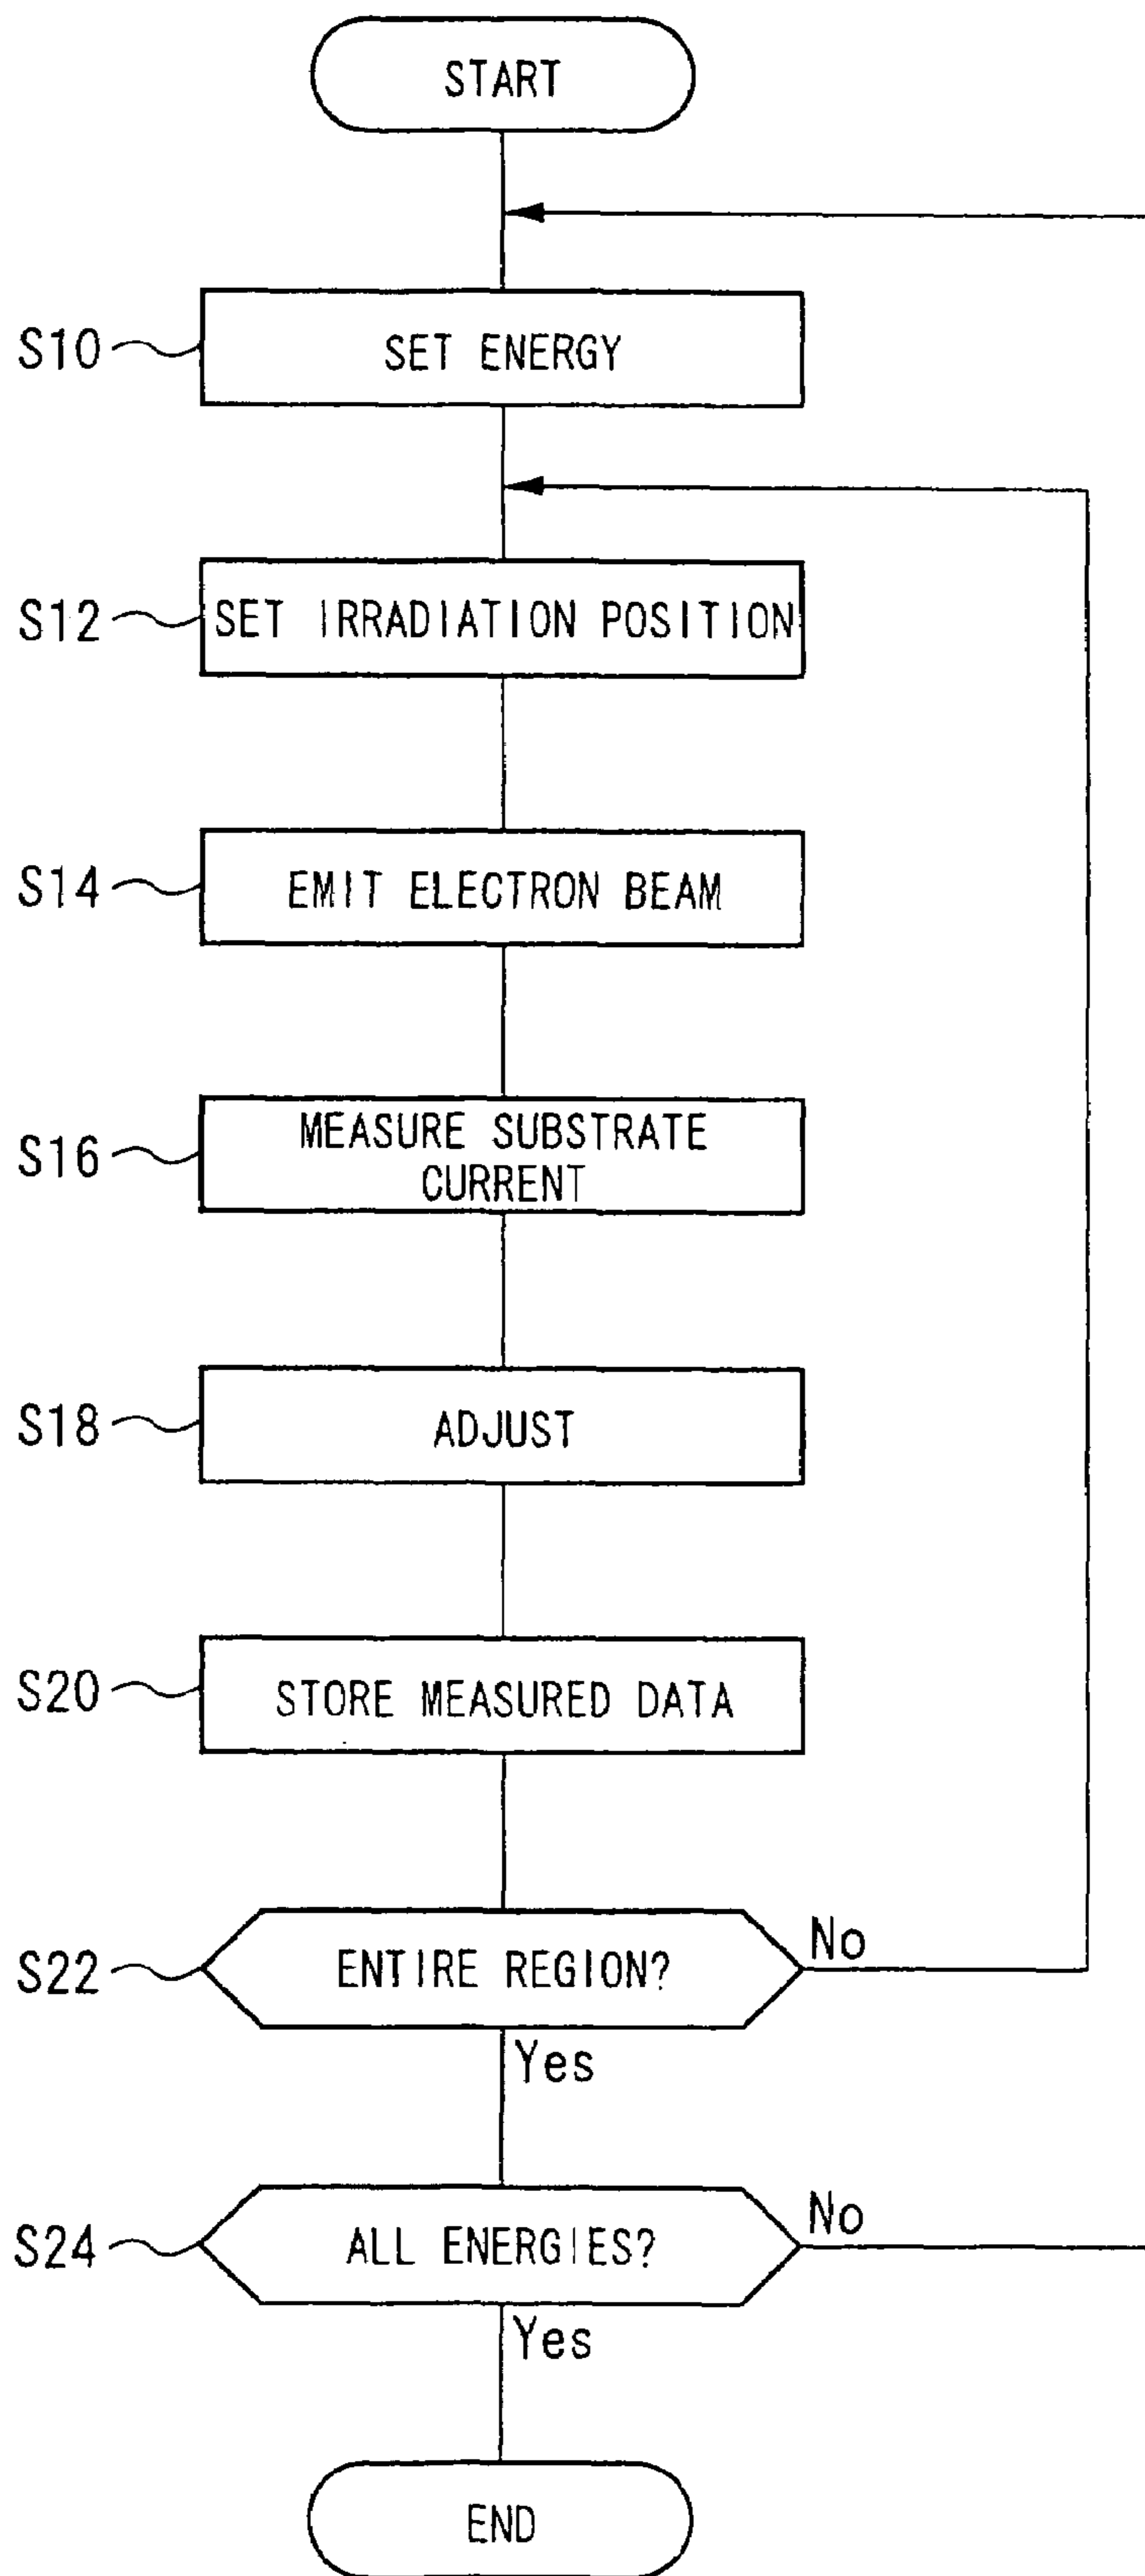 START
S10
SET ENERGY
S12
SET IRRADIATION POSITION
S14
EMIT ELECTRON BEAM
S16
MEASURE SUBSTRATE
CURRENT
S18
ADJUST
S20
STORE MEASURED DATA
S22
ENTIRE REGION?
No
Yes
S24
ALL ENERGIES?
No
Yes
END